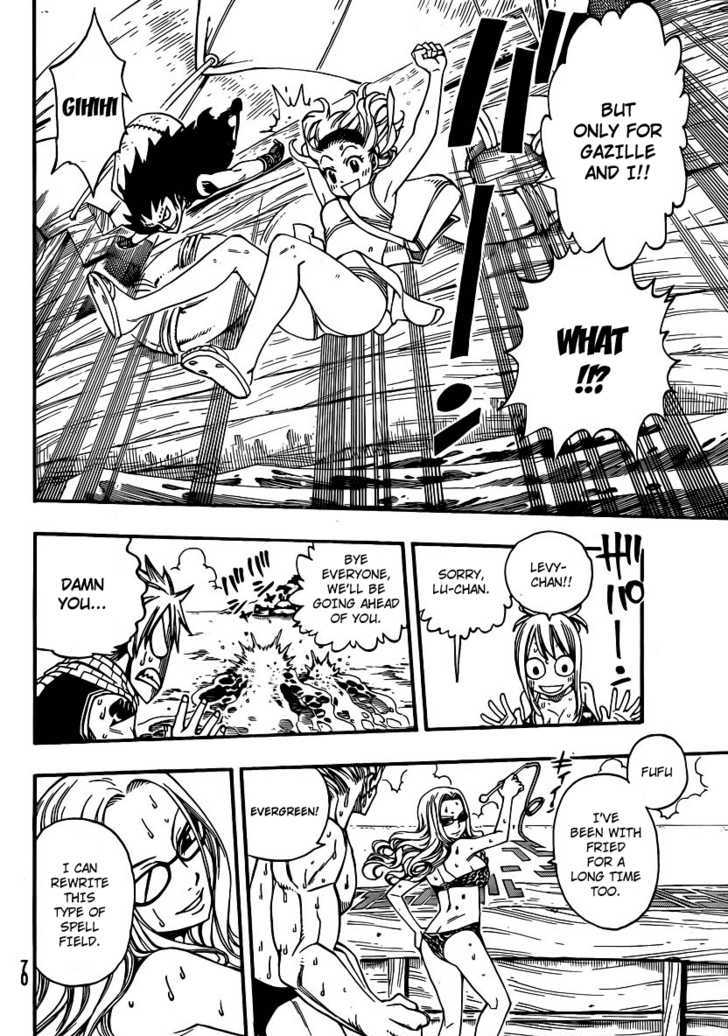 BUT
ONLY FOR
GAZILLE
AND I!!
GIHIHI
WHAT
!!!?
LEVY-
CHAN!!
SORRY,
LU-CHAN.
BYE
EVERYONE,
WE'LL BE
GOING AHEAD
OF YOU.
DAMN
YOU...
FUFU
I'VE
BEEN WITH
FRIED
FOR A
LONG TIME
TOO.
EVERGREEN!
I CAN
REWRITE
THIS
TYPE OF
SPELL
FIELD.
70